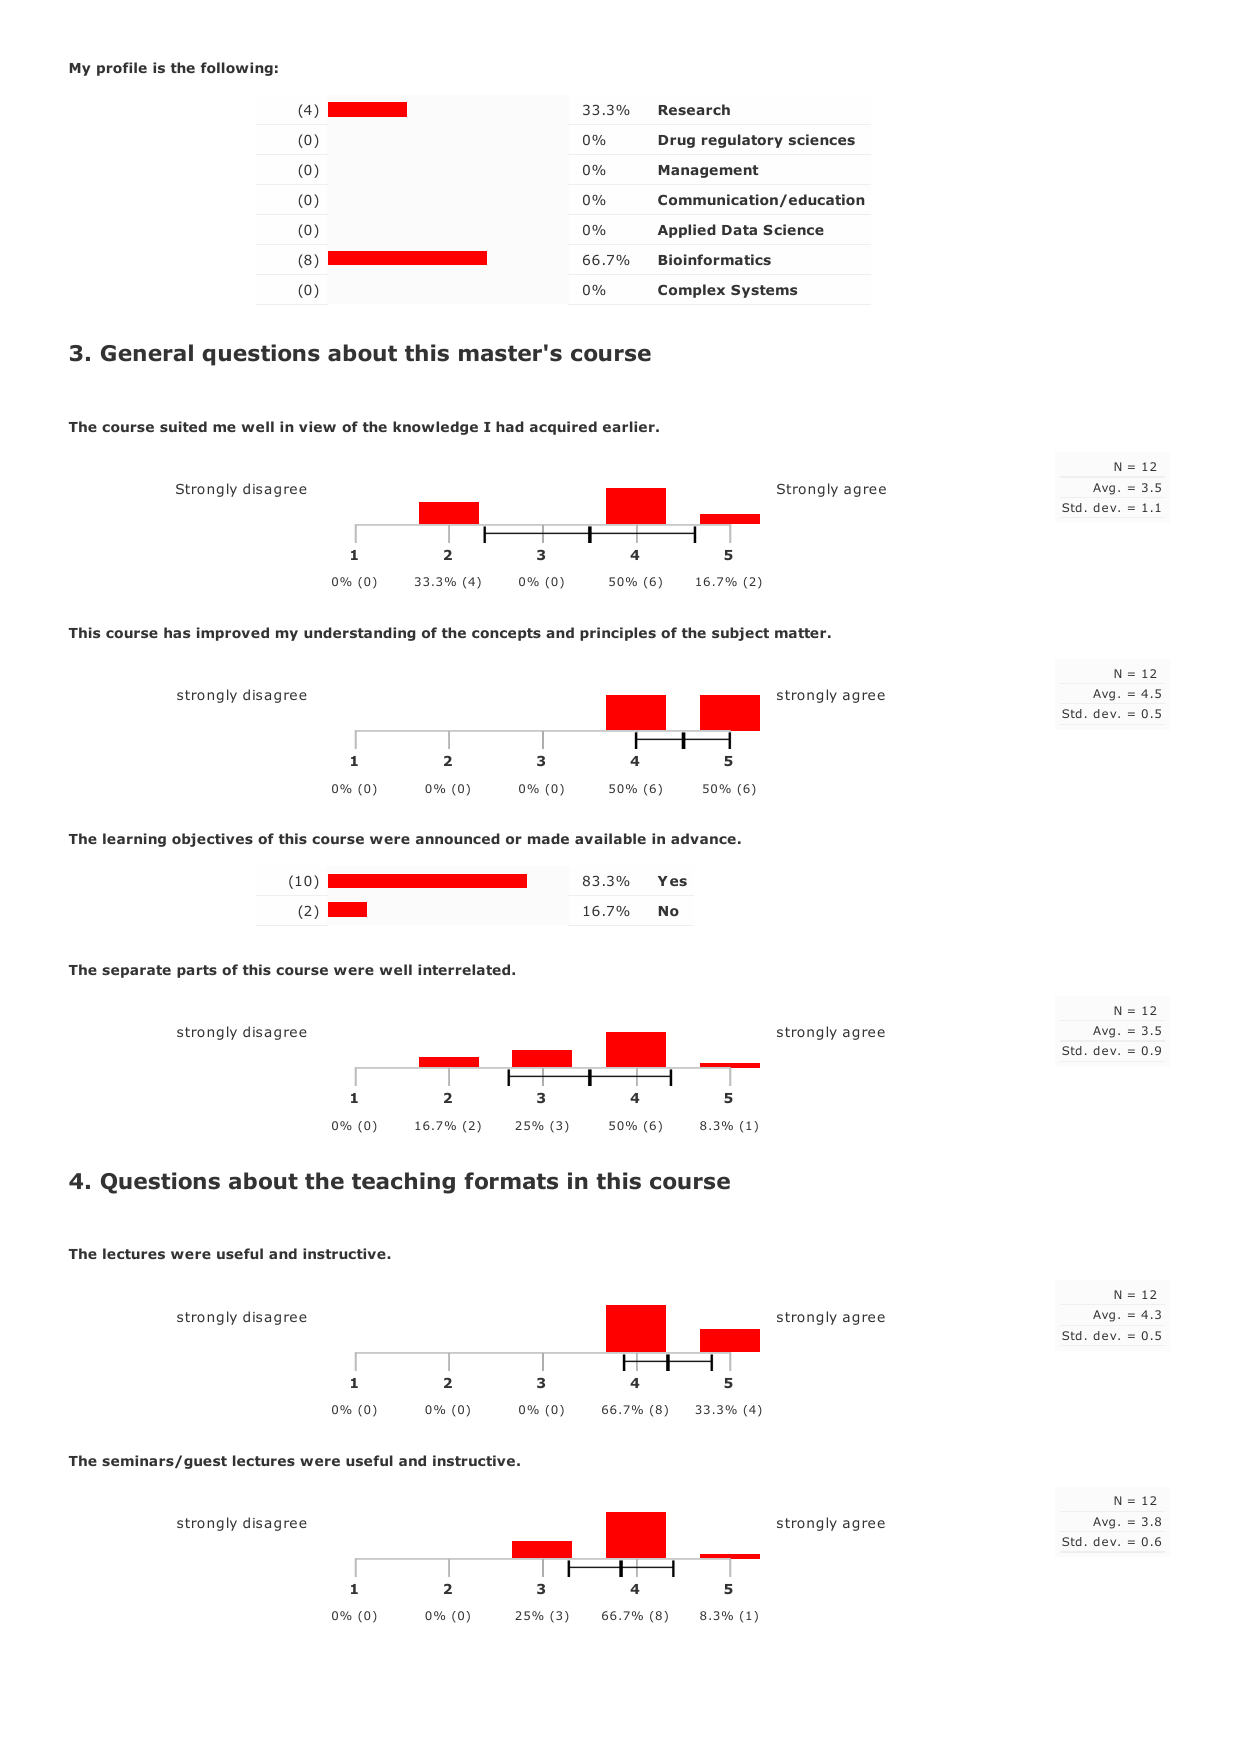 My profile is the following:
(4) 33.3% Research
(0) 0% Drug regulatory sciences
(0) 0% Management
(0) 0% Communication/education
(0) 0% Applied Data Science
(8) 66.7% Bioinformatics
(0) 0% Complex Systems
3. General questions about this master's course
The course suited me well in view of the knowledge I had acquired earlier.
N = 12
Strongly disagree Strongly agree Avg. = 3.5
Std. dev. = 1.1
1 2 3 4 5
0% (0) 33.3% (4) 0% (0) 50% (6) 16.7% (2)
This course has improved my understanding of the concepts and principles of the subject matter.
N = 12
strongly disagree strongly agree Avg. = 4.5
Std. dev. = 0.5
1 2 3 4 5
0% (0) 0% (0) 0% (0) 50% (6) 50% (6)
The learning objectives of this course were announced or made available in advance.
(10) 83.3% Yes
(2) 16.7% No
The separate parts of this course were well interrelated.
N = 12
strongly disagree strongly agree Avg. = 3.5
Std. dev. = 0.9
1 2 3 4 5
0% (0) 16.7% (2) 25% (3) 50% (6) 8.3% (1)
4. Questions about the teaching formats in this course
The lectures were useful and instructive.
N = 12
strongly disagree strongly agree Avg. = 4.3
Std. dev. = 0.5
1 2 3 4 5
0% (0) 0% (0) 0% (0) 66.7% (8) 33.3% (4)
The seminars/guest lectures were useful and instructive.
N = 12
strongly disagree strongly agree Avg. = 3.8
Std. dev. = 0.6
1 2 3 4 5
0% (0) 0% (0) 25% (3) 66.7% (8) 8.3% (1)